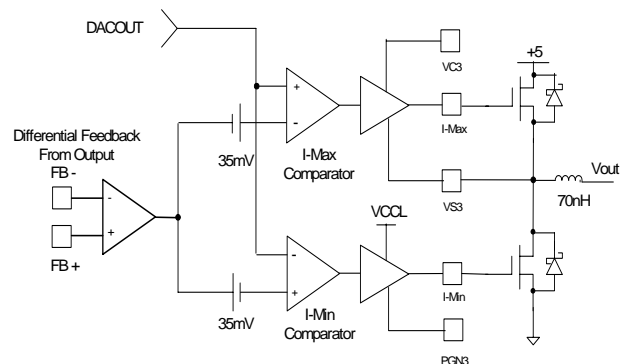 DACOUT
+5
VC3
+
-
I-Max
I-Max
Comparator
35mV
Differential Feedback
From Output
FB -
-
+
FB +
VS3
Vout
70nH
VCCL
-
+
I-Min
I-Min
Comparator
35mV
PGN3